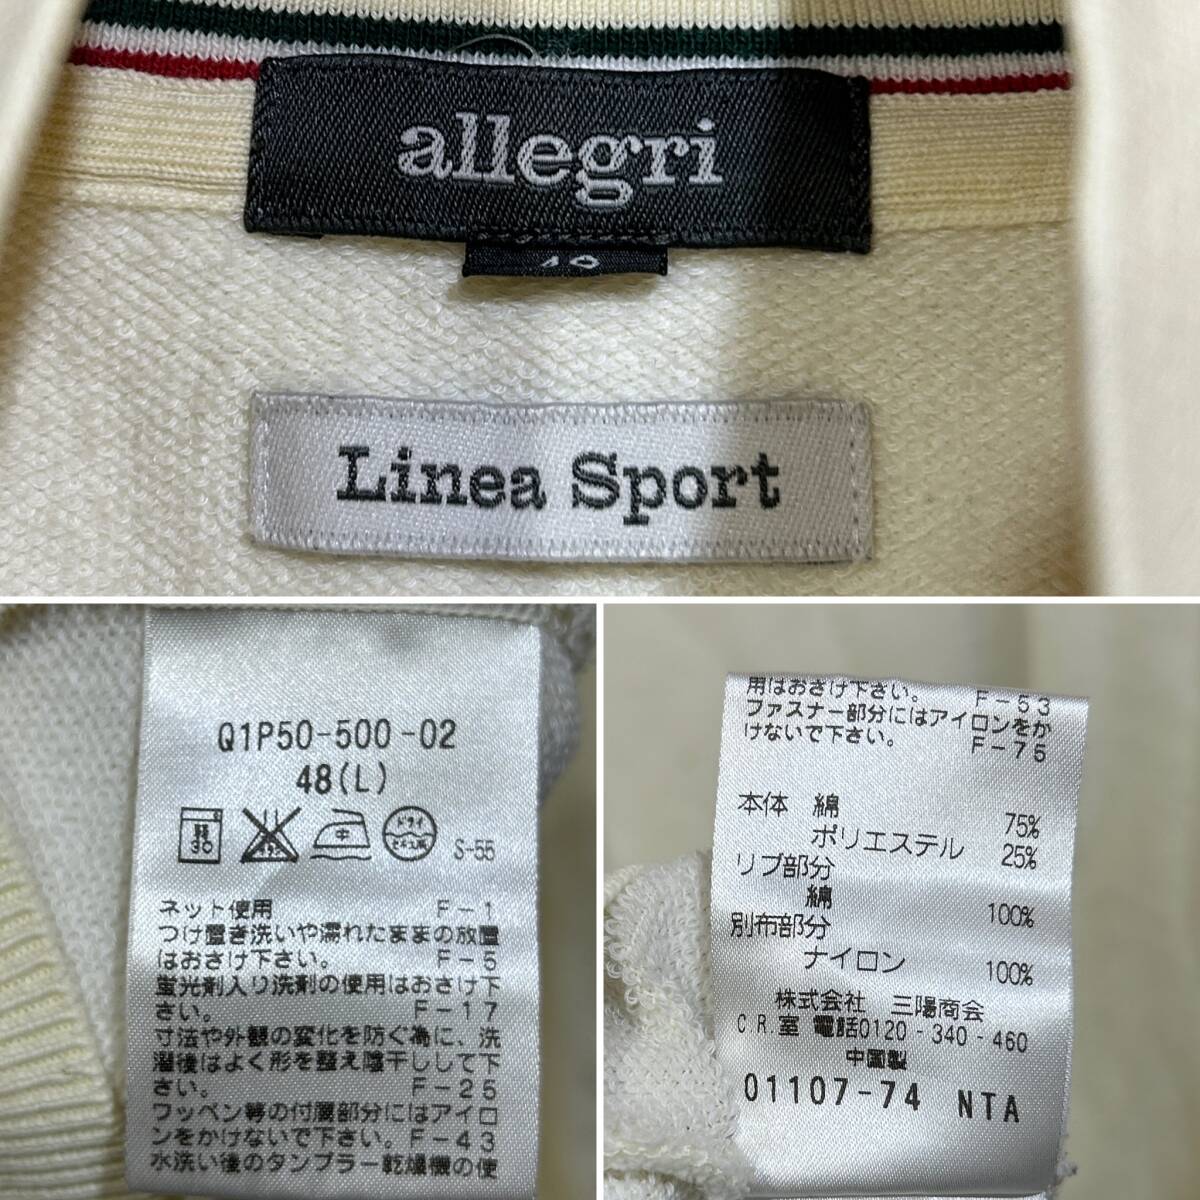 allegri
Linea Sport
Q1P50-500-02
48(L)
30
中
ドライ
S-55
ネット使用 F-1
つけ置き洗いや濡れたままの放置
はおさけ下さい。 F-5
蛍光剤入り洗剤の使用はおさけ下
さい。 F-17
寸法や外観の変化を防ぐ為に、洗
濯後はよく形を整え陰干しして下
さい。 F-25
ワッペン等の付属部分にはアイロ
ンをかけないで下さい。F-43
水洗い後のタンブラー乾燥機の使
用はおさけ下さい。 F-53
ファスナー部分にはアイロンをか
けないで下さい。 F-75
本体 綿 75%
ポリエステル 25%
リブ部分
綿 100%
別布部分
ナイロン 100%
株式会社 三陽商会
C R.室 電話0120-340-460
中国製
01107-74 NTA